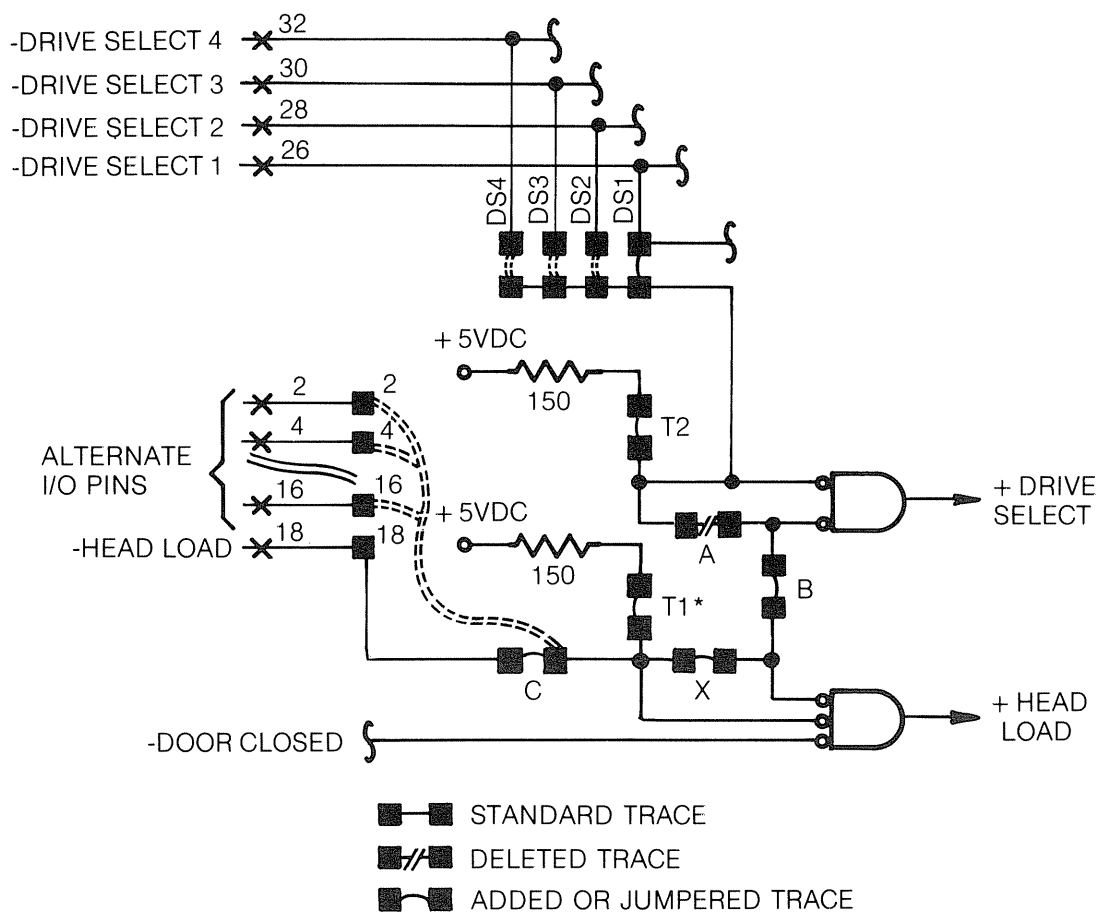 -DRIVE SELECT 4
32
-DRIVE SELECT 3
30
-DRIVE SELECT 2
28
-DRIVE SELECT 1
26
DS4
DS3
DS2
DS1
+ 5VDC
150
T2
ALTERNATE
I/O PINS
2
2
4
4
16
16
-HEAD LOAD
18
18
+ 5VDC
150
T1*
A
B
C
X
+ DRIVE
SELECT
-DOOR CLOSED
+ HEAD
LOAD
STANDARD TRACE
DELETED TRACE
ADDED OR JUMPERED TRACE